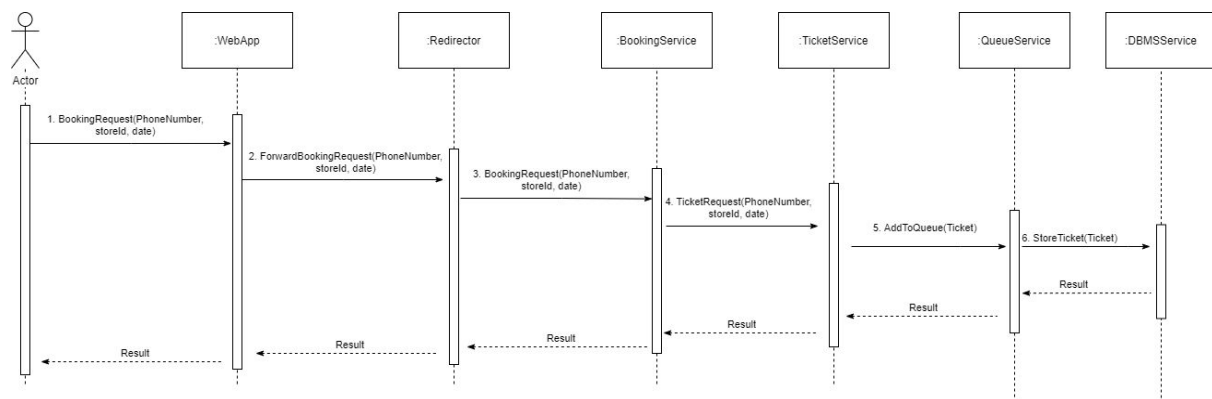 :WebApp
:Redirector
:BookingService
:TicketService
:QueueService
:DBMSService
Actor
1. BookingRequest(PhoneNumber,
storeId, date)
2. ForwardBookingRequest(PhoneNumber,
storeId, date)
3. BookingRequest(PhoneNumber,
storeId, date)
4. TicketRequest(PhoneNumber,
storeId, date)
5. AddToQueue(Ticket)
6. StoreTicket(Ticket)
Result
Result
Result
Result
Result
Result